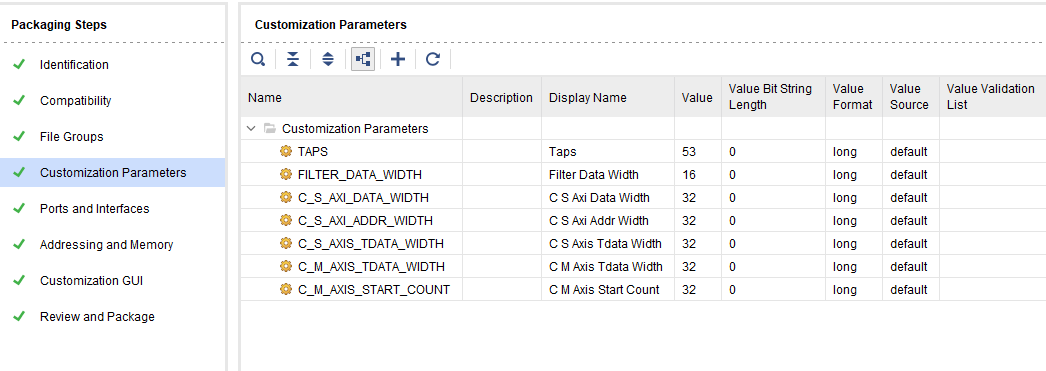 Packaging Steps
Identification
Compatibility
File Groups
Customization Parameters
Ports and Interfaces
Addressing and Memory
Customization GUI
Review and Package
Customization Parameters
Name Description Display Name Value Value Bit String Length Value Format Value Source Value Validation List
Customization Parameters
TAPS Taps 53 0 long default
FILTER_DATA_WIDTH Filter Data Width 16 0 long default
C_S_AXI_DATA_WIDTH C S Axi Data Width 32 0 long default
C_S_AXI_ADDR_WIDTH C S Axi Addr Width 32 0 long default
C_S_AXIS_TDATA_WIDTH C S Axis Tdata Width 32 0 long default
C_M_AXIS_TDATA_WIDTH C M Axis Tdata Width 32 0 long default
C_M_AXIS_START_COUNT C M Axis Start Count 32 0 long default